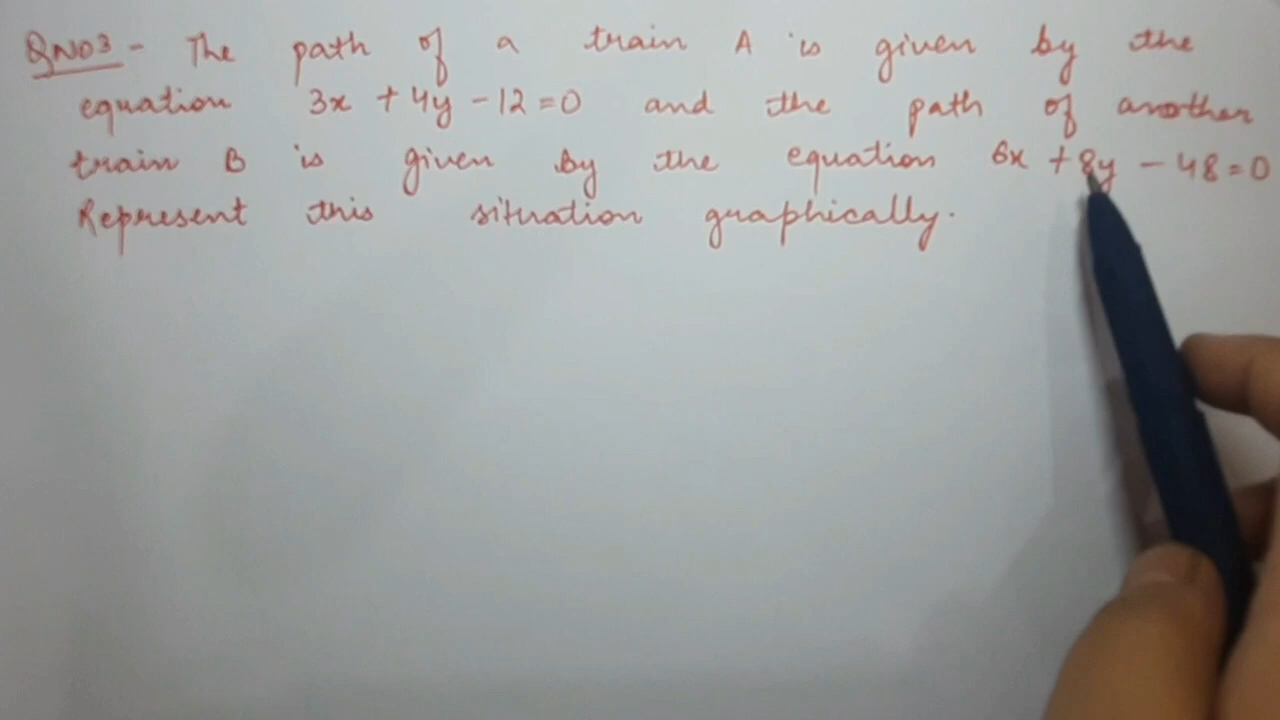 QNO3 - The path of a train A is given by the
equation 3x + 4y - 12 = 0 and the path of another
train B is given by the equation 6x + 8y - 48 = 0
Represent this situation graphically.